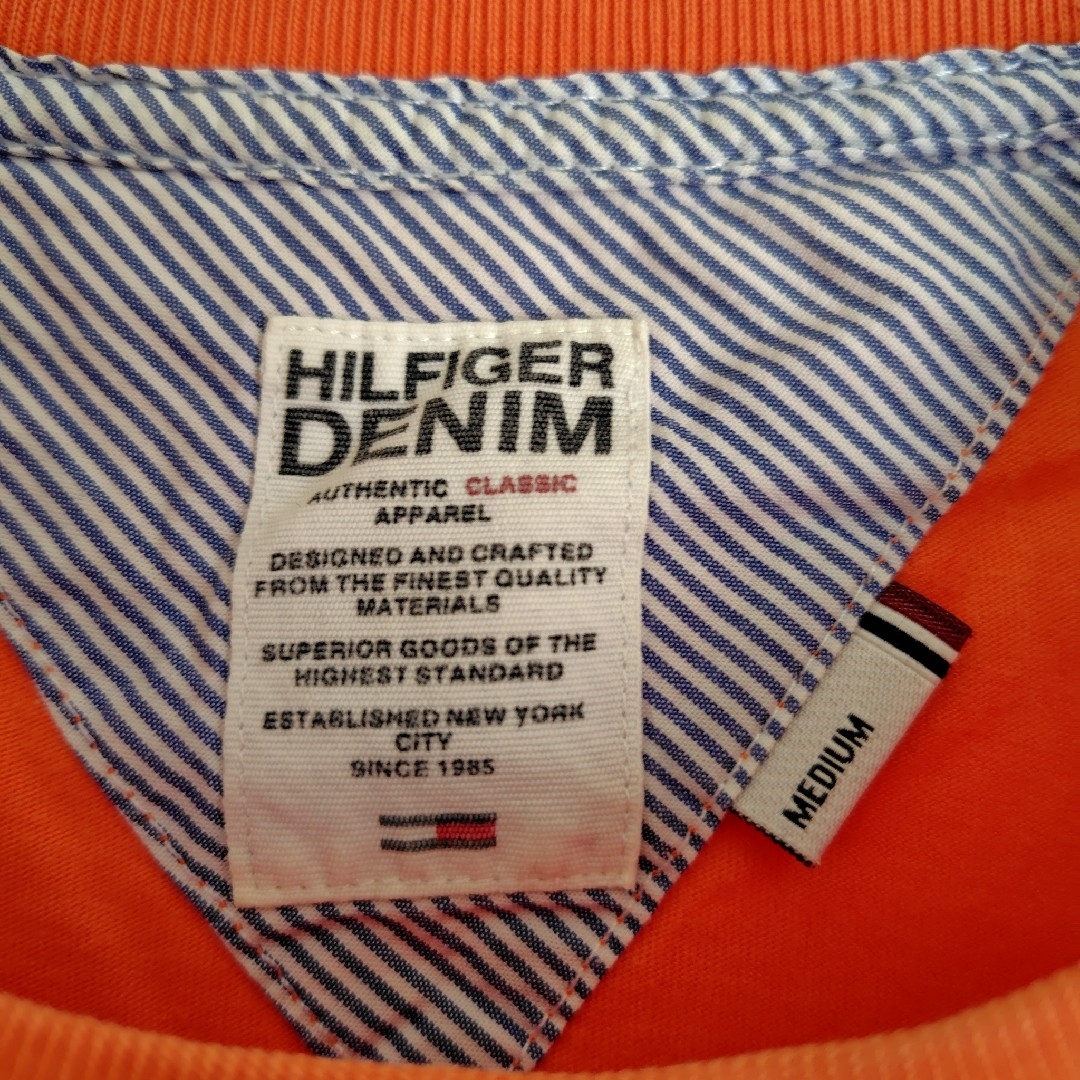 HILFIGER
DENIM
AUTHENTIC CLASSIC
APPAREL
DESIGNED AND CRAFTED
FROM THE FINEST QUALITY
MATERIALS
SUPERIOR GOODS OF THE
HIGHEST STANDARD
ESTABLISHED NEW YORK
CITY
SINCE 1985
MEDIUM